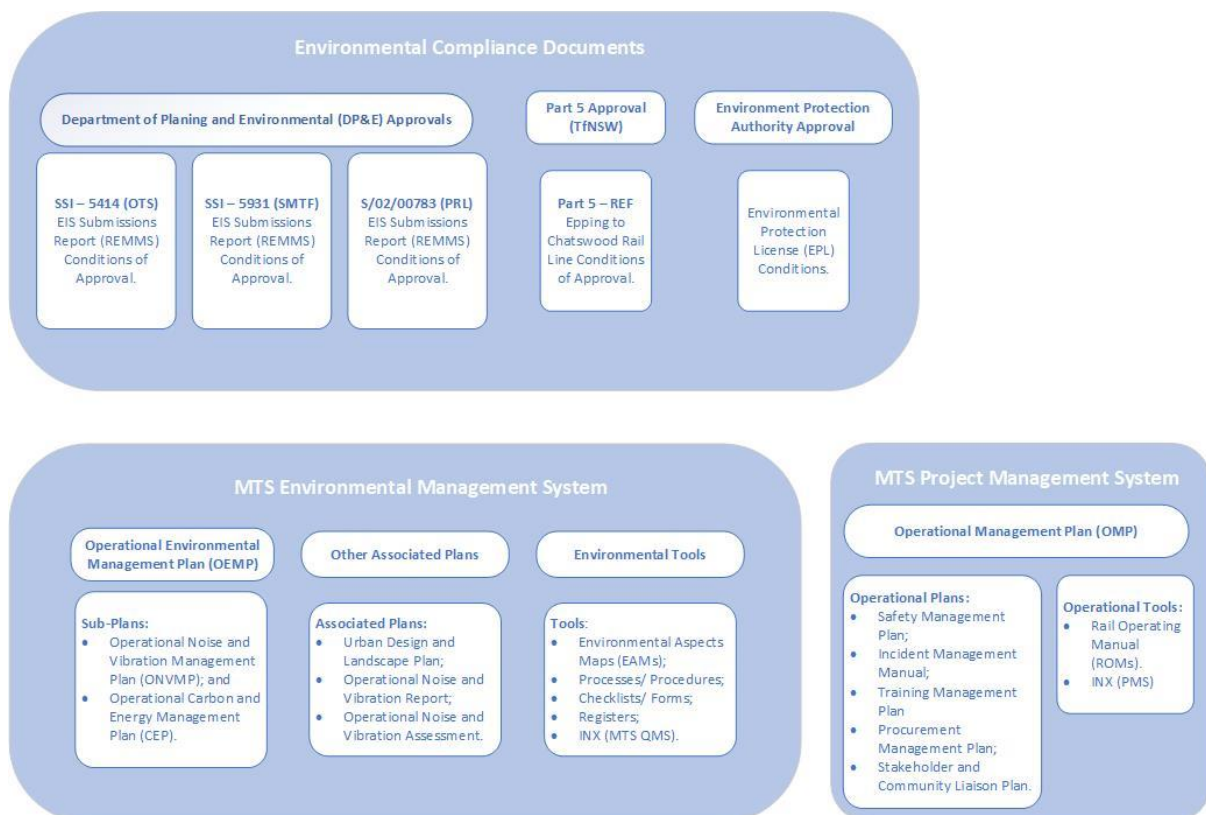 Environmental Compliance Documents
Department of Planing and Environmental (DP&E) Approvals
Part 5 Approval
(TfNSW)
Environment Protection
Authority Approval
SSI – 5414 (OTS)
EIS Submissions
Report (REMMS)
Conditions of
Approval.
SSI – 5931 (SMTF)
EIS Submissions
Report (REMMS)
Conditions of
Approval.
S/02/00783 (PRL)
EIS Submissions
Report (REMMS)
Conditions of
Approval.
Part 5 – REF
Epping to
Chatswood Rail
Line Conditions
of Approval.
Environmental
Protection
License (EPL)
Conditions.
MTS Environmental Management System
Operational Environmental
Management Plan (OEMP)
Other Associated Plans
Environmental Tools
Sub-Plans:
• Operational Noise and
Vibration Management
Plan (ONVMP); and
• Operational Carbon and
Energy Management
Plan (CEP).
Associated Plans:
• Urban Design and
Landscape Plan;
• Operational Noise and
Vibration Report;
• Operational Noise and
Vibration Assessment.
Tools:
• Environmental Aspects
Maps (EAMs);
• Processes/ Procedures;
• Checklists/ Forms;
• Registers;
• INX (MTS QMS).
MTS Project Management System
Operational Management Plan (OMP)
Operational Plans:
• Safety Management
Plan;
• Incident Management
Manual;
• Training Management
Plan
• Procurement
Management Plan;
• Stakeholder and
Community Liaison Plan.
Operational Tools:
• Rail Operating
Manual
(ROMs).
• INX (PMS)